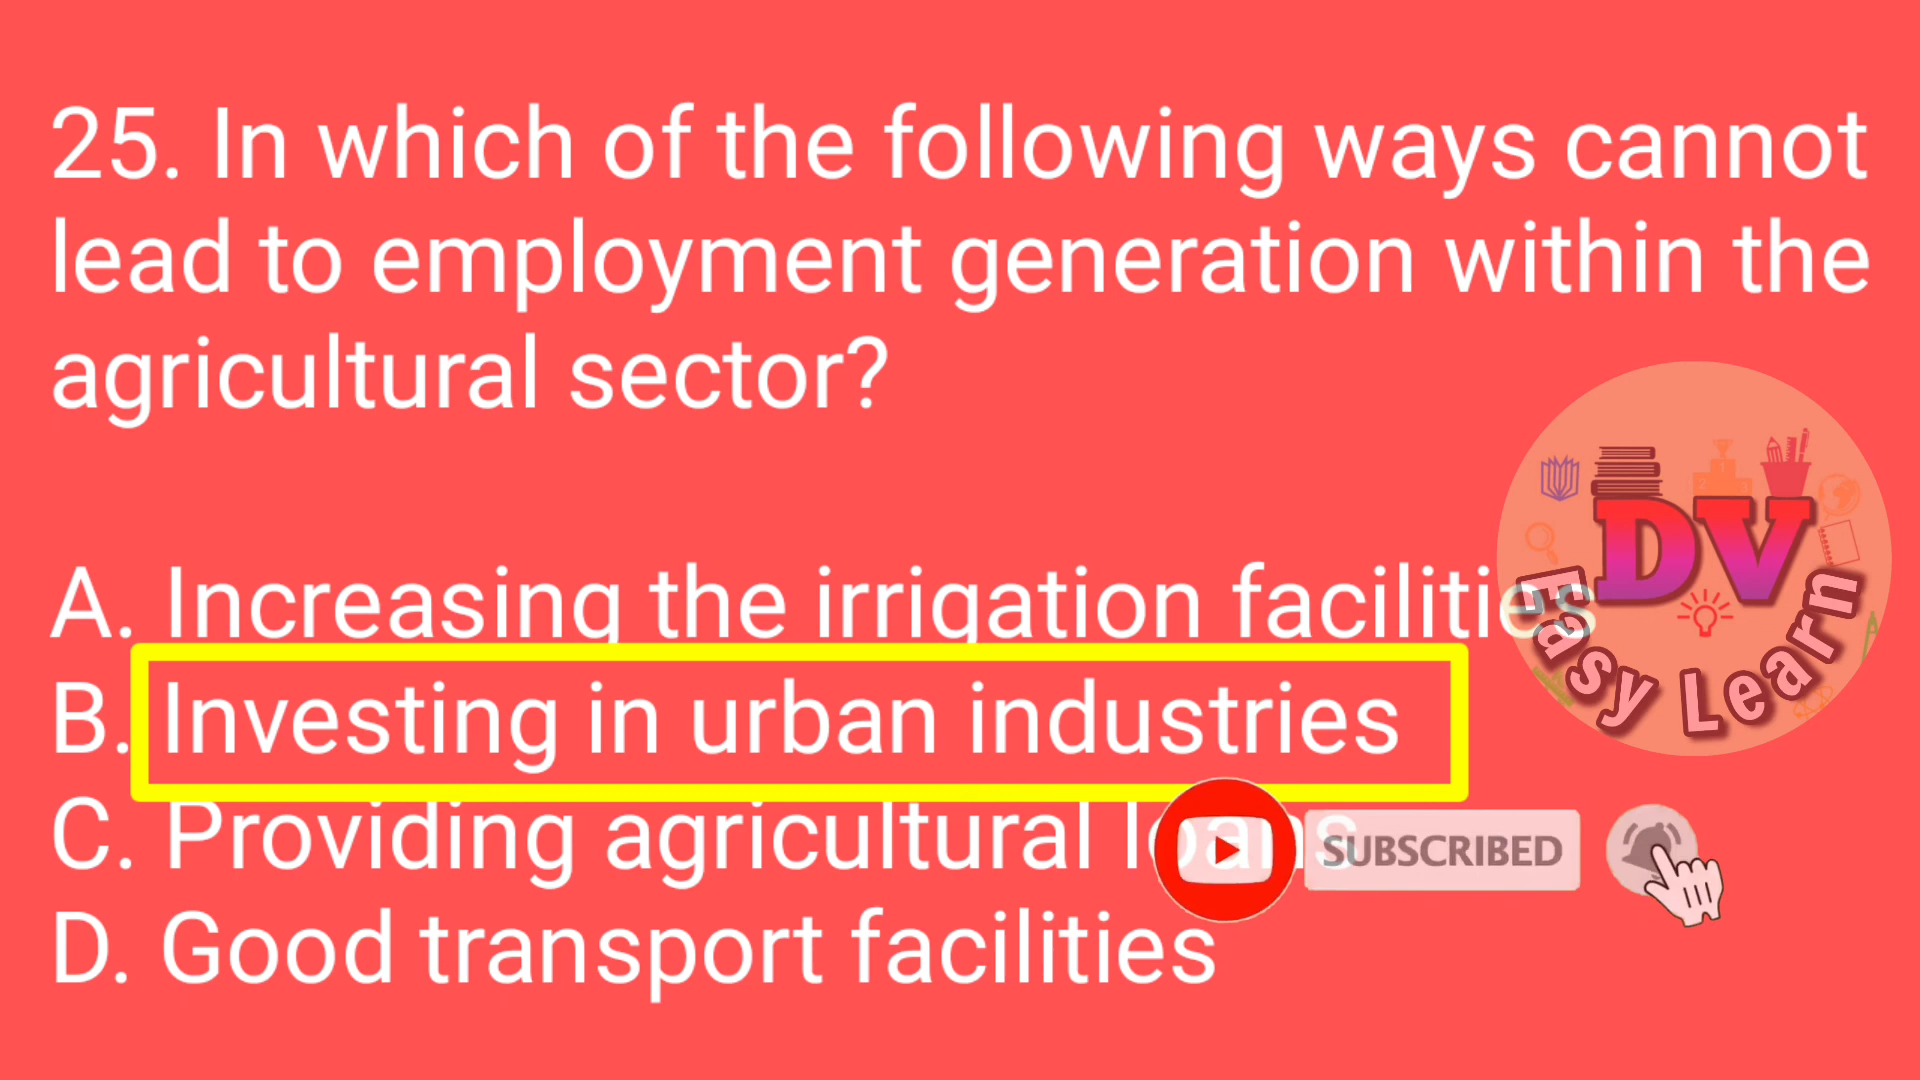 25. In which of the following ways cannot
lead to employment generation within the
agricultural sector?
A. Increasing the irrigation facilities
B. Investing in urban industries
C. Providing agricultural loans
D. Good transport facilities
DV
Easy Learn
SUBSCRIBED